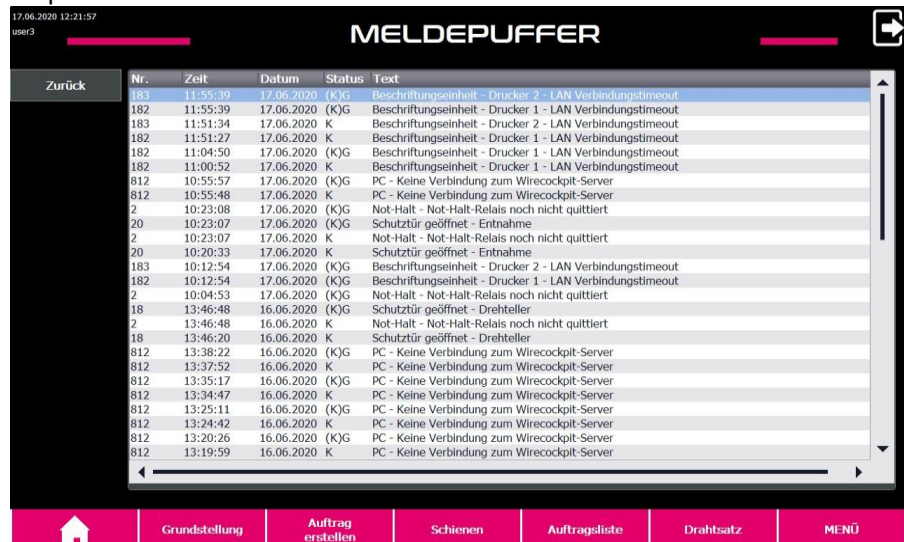 17.06.2020 12:21:57
user3
MELDEPUFFER
Zurück
Nr. Zeit Datum Status Text
183 11:55:39 17.06.2020 (K)G Beschriftungseinheit - Drucker 2 - LAN Verbindungstimeout
182 11:55:39 17.06.2020 (K)G Beschriftungseinheit - Drucker 1 - LAN Verbindungstimeout
183 11:51:34 17.06.2020 K Beschriftungseinheit - Drucker 2 - LAN Verbindungstimeout
182 11:51:27 17.06.2020 K Beschriftungseinheit - Drucker 1 - LAN Verbindungstimeout
182 11:04:50 17.06.2020 (K)G Beschriftungseinheit - Drucker 1 - LAN Verbindungstimeout
182 11:00:52 17.06.2020 K Beschriftungseinheit - Drucker 1 - LAN Verbindungstimeout
812 10:55:57 17.06.2020 (K)G PC - Keine Verbindung zum Wirecockpit-Server
812 10:55:48 17.06.2020 K PC - Keine Verbindung zum Wirecockpit-Server
2 10:23:08 17.06.2020 (K)G Not-Halt - Not-Halt-Relais noch nicht quittiert
20 10:23:07 17.06.2020 (K)G Schutztür geöffnet - Entnahme
2 10:23:07 17.06.2020 K Not-Halt - Not-Halt-Relais noch nicht quittiert
20 10:20:33 17.06.2020 K Schutztür geöffnet - Entnahme
183 10:12:54 17.06.2020 (K)G Beschriftungseinheit - Drucker 2 - LAN Verbindungstimeout
182 10:12:54 17.06.2020 (K)G Beschriftungseinheit - Drucker 1 - LAN Verbindungstimeout
2 10:04:53 17.06.2020 (K)G Not-Halt - Not-Halt-Relais noch nicht quittiert
18 13:46:48 16.06.2020 (K)G Schutztür geöffnet - Drehteller
2 13:46:48 16.06.2020 K Not-Halt - Not-Halt-Relais noch nicht quittiert
18 13:46:20 16.06.2020 K Schutztür geöffnet - Drehteller
812 13:38:22 16.06.2020 (K)G PC - Keine Verbindung zum Wirecockpit-Server
812 13:37:52 16.06.2020 K PC - Keine Verbindung zum Wirecockpit-Server
812 13:35:17 16.06.2020 (K)G PC - Keine Verbindung zum Wirecockpit-Server
812 13:34:47 16.06.2020 K PC - Keine Verbindung zum Wirecockpit-Server
812 13:25:11 16.06.2020 (K)G PC - Keine Verbindung zum Wirecockpit-Server
812 13:24:42 16.06.2020 K PC - Keine Verbindung zum Wirecockpit-Server
812 13:20:26 16.06.2020 (K)G PC - Keine Verbindung zum Wirecockpit-Server
812 13:19:59 16.06.2020 K PC - Keine Verbindung zum Wirecockpit-Server
Grundstellung
Auftrag
erstellen
Schienen
Auftragsliste
Drahtsatz
MENÜ